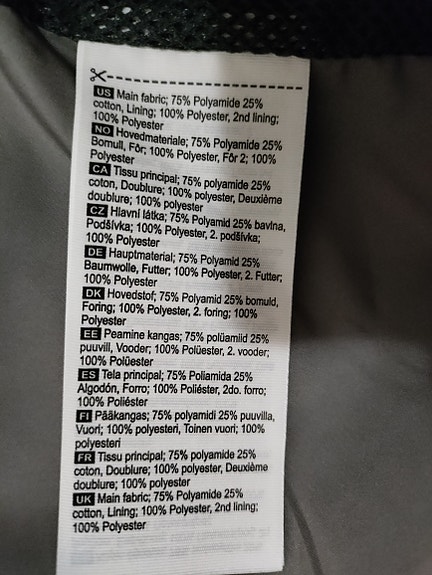 US Main fabric; 75% Polyamide 25%
cotton, Lining; 100% Polyester, 2nd lining;
100% Polyester
NO Hovedmateriale; 75% Polyamide 25%
Bomull, Fôr; 100% Polyester, Fôr 2; 100%
Polyester
CA Tissu principal; 75% polyamide 25%
coton, Doublure; 100% polyester, Deuxième
doublure; 100% polyester
CZ Hlavní látka; 75% Polyamid 25% bavlna,
Podšívka; 100% Polyester, 2. podšívka;
100% Polyester
DE Hauptmaterial; 75% Polyamid 25%
Baumwolle, Futter; 100% Polyester, 2. Futter;
100% Polyester
DK Hovedstof; 75% Polyamid 25% bomuld,
Foring; 100% Polyester, 2. foring; 100%
Polyester
EE Peamine kangas; 75% polüamiid 25%
puuvill, Vooder; 100% Polüester, 2. vooder;
100% Polüester
ES Tela principal; 75% Poliamida 25%
Algodón, Forro; 100% Poliéster, 2do. forro;
100% Poliéster
FI Pääkangas; 75% polyamidi 25% puuvilla,
Vuori; 100% polyesteri, Toinen vuori; 100%
polyesteri
FR Tissu principal; 75% polyamide 25%
coton, Doublure; 100% polyester, Deuxième
doublure; 100% polyester
UK Main fabric; 75% Polyamide 25%
cotton, Lining; 100% Polyester, 2nd lining;
100% Polyester